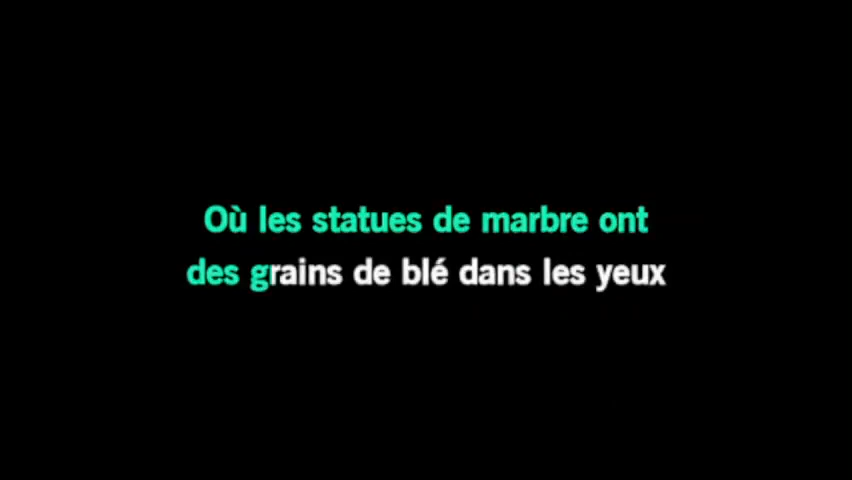 Où les statues de marbre ont
des grains de blé dans les yeux